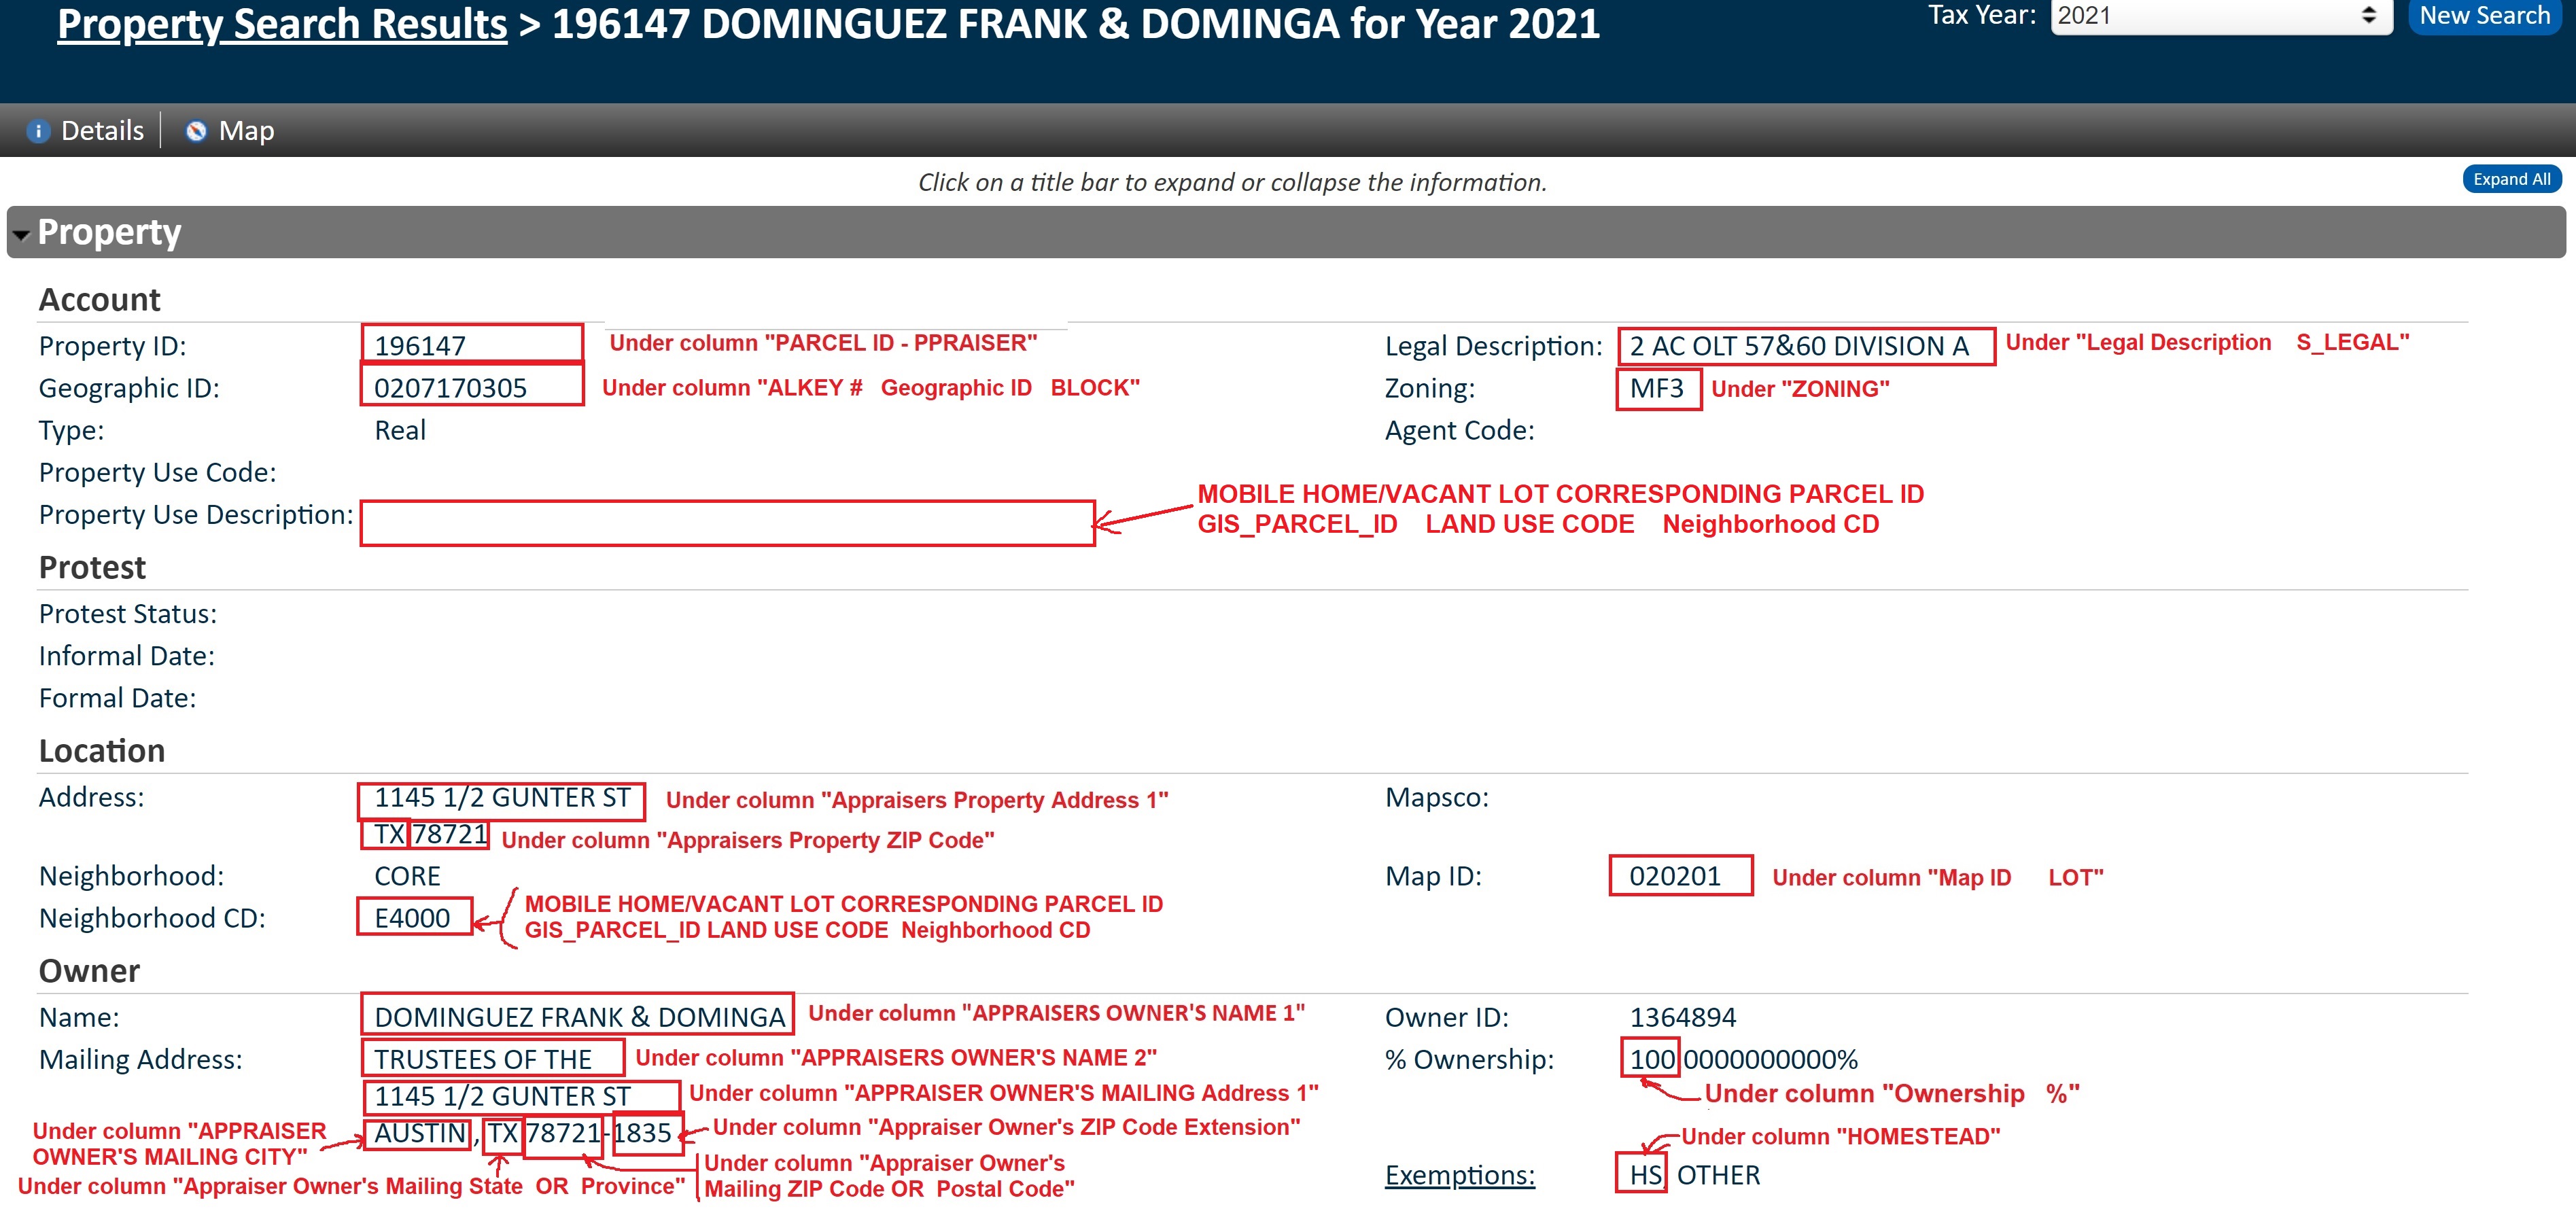 Property Search Results > 196147 DOMINGUEZ FRANK & DOMINGA for Year 2021 Tax Year: 2021 New Search
Details Map
Click on a title bar to expand or collapse the information. Expand All
Property
Account
Property ID: 196147 Under column "PARCEL ID - PPRAISER" Legal Description: 2 AC OLT 57&60 DIVISION A Under "Legal Description S_LEGAL"
Geographic ID: 0207170305 Under column "ALKEY # Geographic ID BLOCK" Zoning: MF3 Under "ZONING"
Type: Real Agent Code:
Property Use Code:
Property Use Description: MOBILE HOME/VACANT LOT CORRESPONDING PARCEL ID
GIS_PARCEL_ID LAND USE CODE Neighborhood CD
Protest
Protest Status:
Informal Date:
Formal Date:
Location
Address: 1145 1/2 GUNTER ST Under column "Appraisers Property Address 1" Mapsco:
TX 78721 Under column "Appraisers Property ZIP Code"
Neighborhood: CORE Map ID: 020201 Under column "Map ID LOT"
Neighborhood CD: E4000 MOBILE HOME/VACANT LOT CORRESPONDING PARCEL ID
GIS_PARCEL_ID LAND USE CODE Neighborhood CD
Owner
Name: DOMINGUEZ FRANK & DOMINGA Under column "APPRAISERS OWNER'S NAME 1" Owner ID: 1364894
Mailing Address: TRUSTEES OF THE Under column "APPRAISERS OWNER'S NAME 2" % Ownership: 100.0000000000%
1145 1/2 GUNTER ST Under column "APPRAISER OWNER'S MAILING Address 1" Under column "Ownership %"
Under column "APPRAISER OWNER'S MAILING CITY" AUSTIN, TX 78721-1835 Under column "Appraiser Owner's ZIP Code Extension" Under column "HOMESTEAD"
Under column "Appraiser Owner's Mailing State OR Province" Under column "Appraiser Owner's Mailing ZIP Code OR Postal Code" Exemptions: HS, OTHER